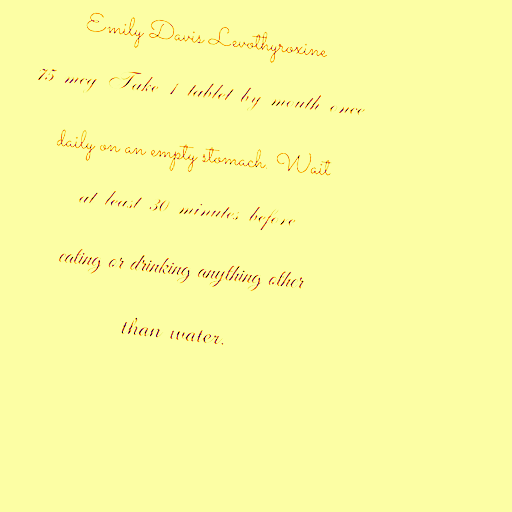 Emily Davis Levothyroxine
75 mcg Take 1 tablet by mouth once
daily on an empty stomach. Wait
at least 30 minutes before
eating or drinking anything other
than water.